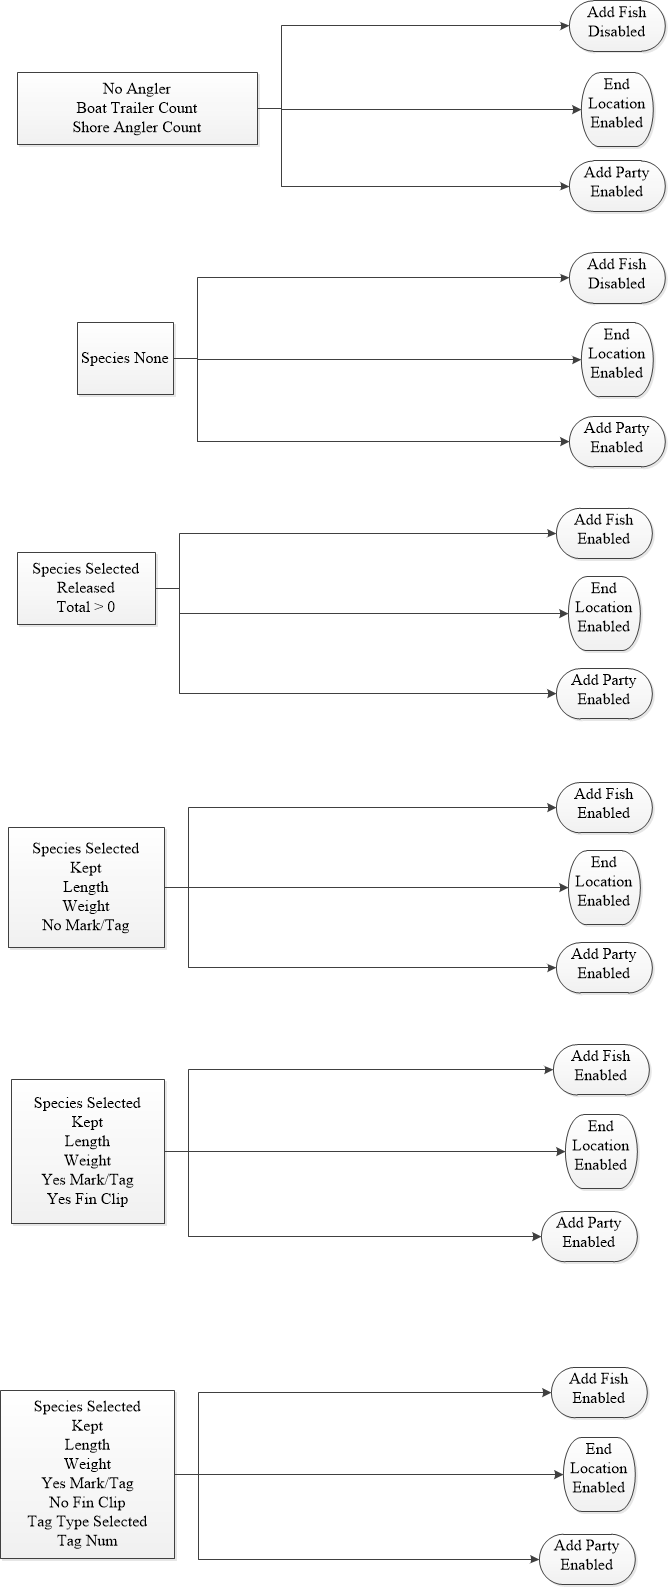 No Angler
Boat Trailer Count
Shore Angler Count
Add Fish
Disabled
End
Location
Enabled
Add Party
Enabled
Species None
Add Fish
Disabled
End
Location
Enabled
Add Party
Enabled
Species Selected
Released
Total > 0
Add Fish
Enabled
End
Location
Enabled
Add Party
Enabled
Species Selected
Kept
Length
Weight
No Mark/Tag
Add Fish
Enabled
End
Location
Enabled
Add Party
Enabled
Species Selected
Kept
Length
Weight
Yes Mark/Tag
Yes Fin Clip
Add Fish
Enabled
End
Location
Enabled
Add Party
Enabled
Species Selected
Kept
Length
Weight
Yes Mark/Tag
No Fin Clip
Tag Type Selected
Tag Num
Add Fish
Enabled
End
Location
Enabled
Add Party
Enabled